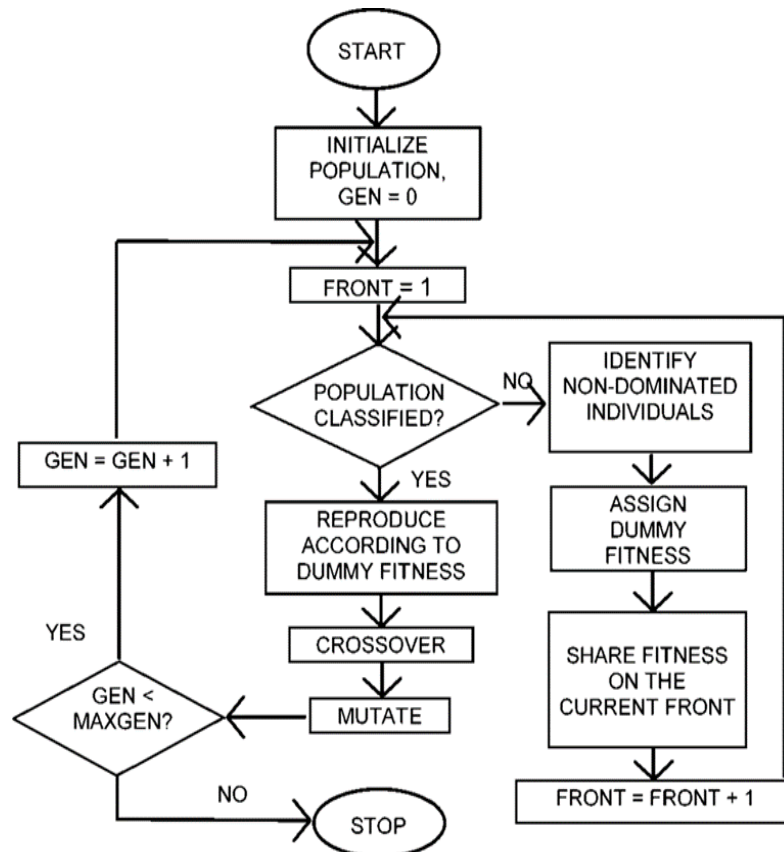 START
INITIALIZE
POPULATION,
GEN = 0
FRONT = 1
POPULATION
CLASSIFIED?
NO
IDENTIFY
NON-DOMINATED
INDIVIDUALS
GEN = GEN + 1
YES
REPRODUCE
ACCORDING TO
DUMMY FITNESS
ASSIGN
DUMMY
FITNESS
CROSSOVER
SHARE FITNESS
ON THE
CURRENT FRONT
YES
GEN <
MAXGEN?
MUTATE
FRONT = FRONT + 1
NO
STOP